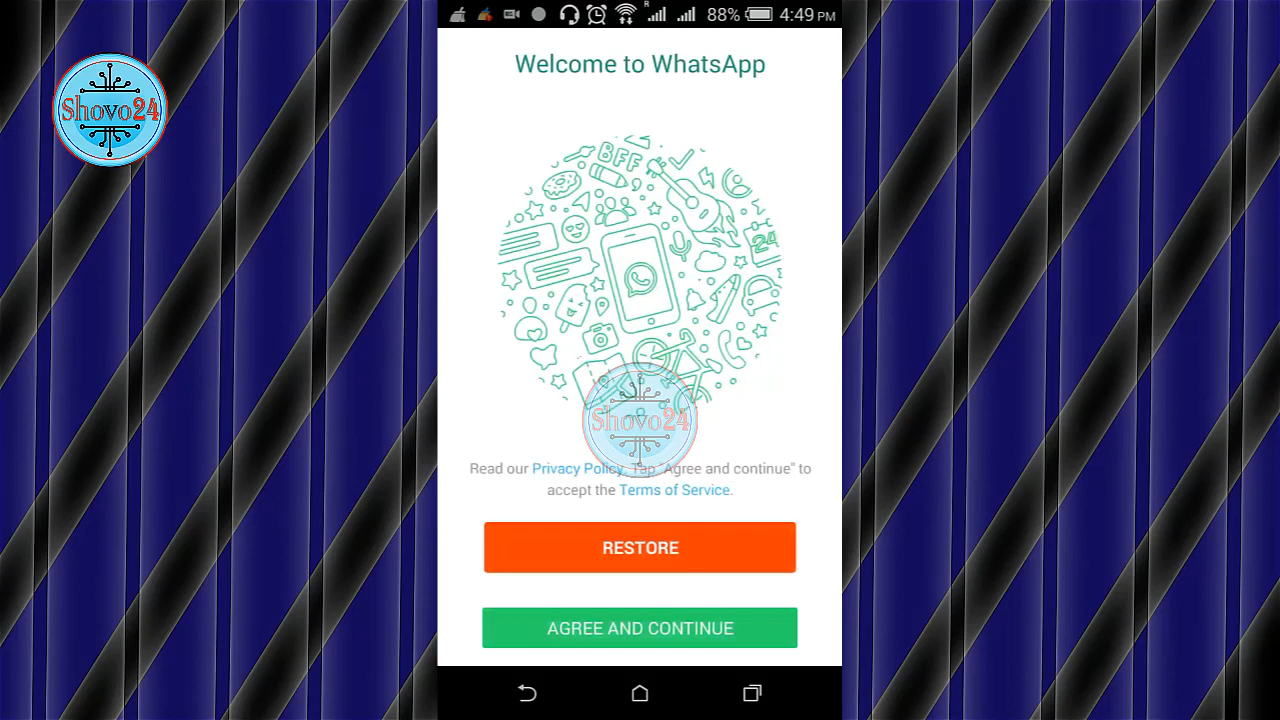 88% 4:49 PM
Shovo24
Welcome to WhatsApp
BFF
24
Shovo24
Read our Privacy Policy. Tap "Agree and continue" to
accept the Terms of Service.
RESTORE
AGREE AND CONTINUE